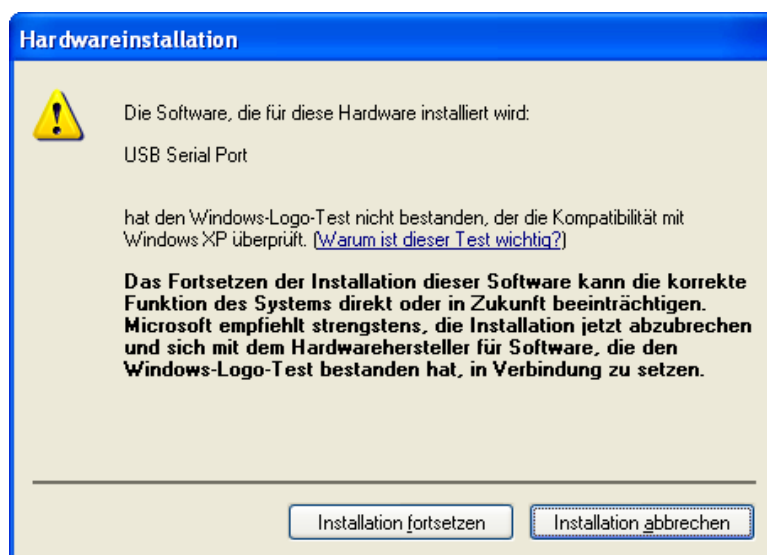 Hardwareinstallation
Die Software, die für diese Hardware installiert wird:
USB Serial Port
hat den Windows-Logo-Test nicht bestanden, der die Kompatibilität mit
Windows XP überprüft. (Warum ist dieser Test wichtig?)
Das Fortsetzen der Installation dieser Software kann die korrekte
Funktion des Systems direkt oder in Zukunft beeinträchtigen.
Microsoft empfiehlt strengstens, die Installation jetzt abzubrechen
und sich mit dem Hardwarehersteller für Software, die den
Windows-Logo-Test bestanden hat, in Verbindung zu setzen.
Installation fortsetzen
Installation abbrechen